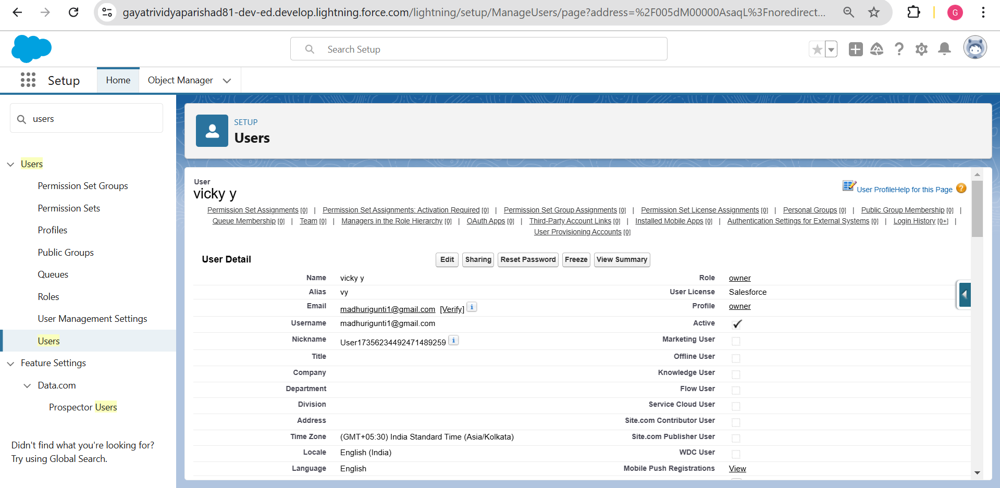 gayatrividyaparishad81-dev-ed.develop.lightning.force.com/lightning/setup/ManageUsers/page?address=%2F005dM00000AsaqL%3Fnoredirect...
G
Search Setup
Setup
Home
Object Manager
users
Users
Permission Set Groups
Permission Sets
Profiles
Public Groups
Queues
Roles
User Management Settings
Users
Feature Settings
Data.com
Prospector Users
Didn't find what you're looking for?
Try using Global Search.
SETUP
Users
User
vicky y
User ProfileHelp for this Page ?
Permission Set Assignments [0] | Permission Set Assignments: Activation Required [0] | Permission Set Group Assignments [0] | Permission Set License Assignments [0] | Personal Groups [0] | Public Group Membership [0] |
Queue Membership [0] | Team [0] | Managers in the Role Hierarchy [0] | OAuth Apps [0] | Third-Party Account Links [0] | Installed Mobile Apps [0] | Authentication Settings for External Systems [0] | Login History [0+] |
User Provisioning Accounts [0]
User Detail
Edit Sharing Reset Password Freeze View Summary
Name vicky y Role owner
Alias vy User License Salesforce
Email madhurigunti1@gmail.com [Verify] i Profile owner
Username madhurigunti1@gmail.com Active
Nickname User17356234492471489259 i Marketing User
Title Offline User
Company Knowledge User
Department Flow User
Division Service Cloud User
Address Site.com Contributor User
Time Zone (GMT+05:30) India Standard Time (Asia/Kolkata) Site.com Publisher User
Locale English (India) WDC User
Language English Mobile Push Registrations View